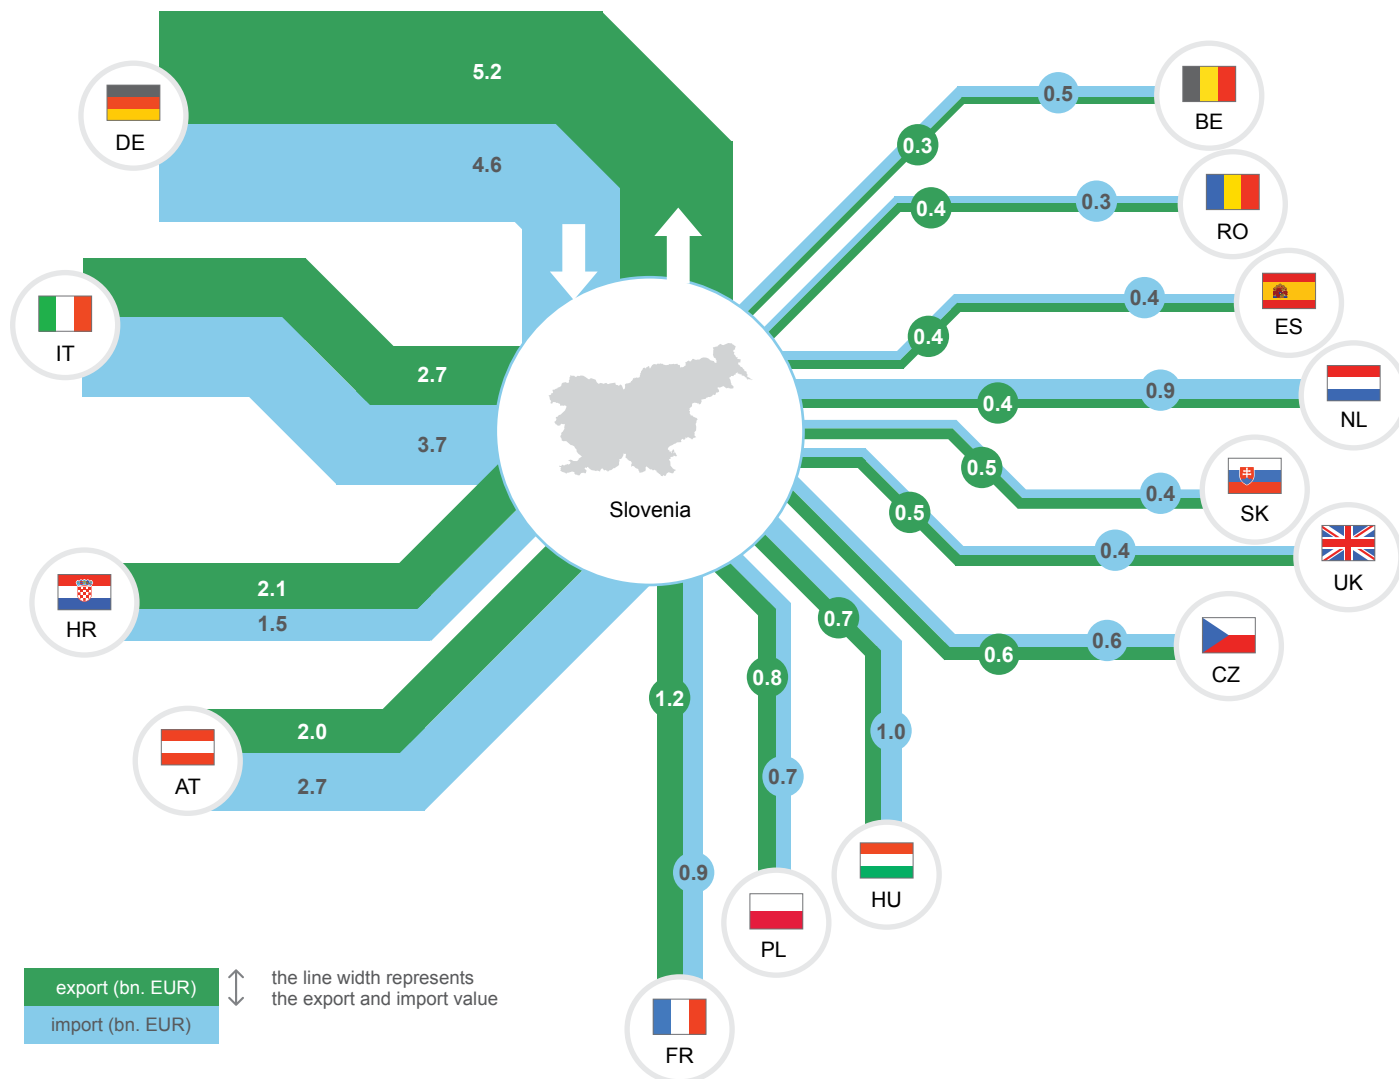 5.2
4.6
DE
0.5
0.3
BE
0.4
0.3
RO
0.4
0.4
ES
IT
2.7
3.7
0.9
0.4
NL
0.5
0.4
SK
Slovenia
0.5
0.4
UK
2.1
1.5
HR
0.7
0.6
0.6
CZ
2.0
2.7
AT
1.2
0.8
1.0
0.7
0.9
HU
PL
FR
export (bn. EUR)
import (bn. EUR)
the line width represents
the export and import value